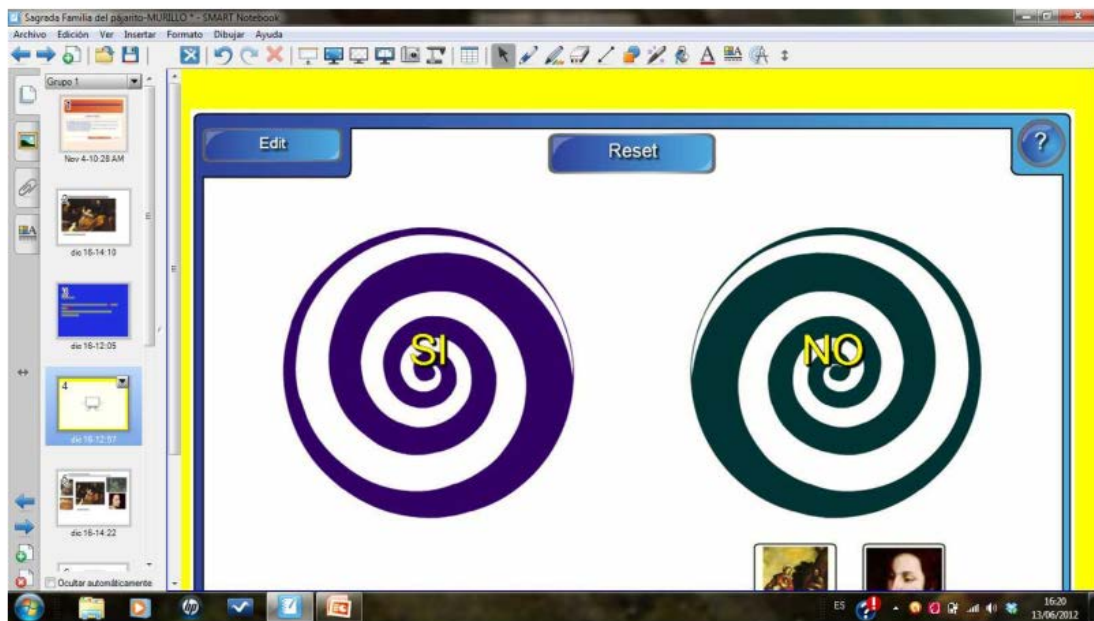 Sagrada Familia del pajarito-MURILLO * - SMART Notebook
Archivo Edición Ver Insertar Formato Dibujar Ayuda
Grupo 1
Nov 4-10:28 AM
dic 16-14:10
dic 16-12:05
4
dic 16-12:57
dic 16-14:22
Ocultar automáticamente
Edit
Reset
?
SI
NO
ES
16:20
13/06/2012